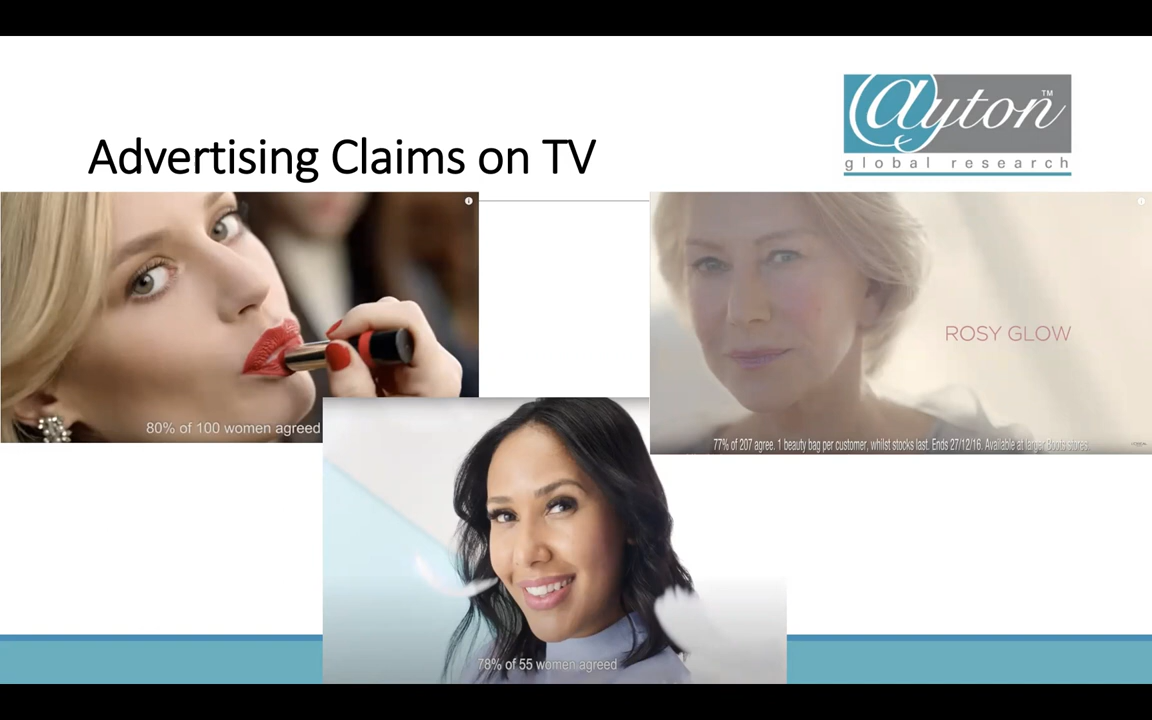 @yton™
global research
Advertising Claims on TV
ROSY GLOW
80% of 100 women agreed
77% of 207 agree. 1 beauty bag per customer, whilst stocks last. Ends 27/12/16. Available at larger Boots stores.
78% of 55 women agreed